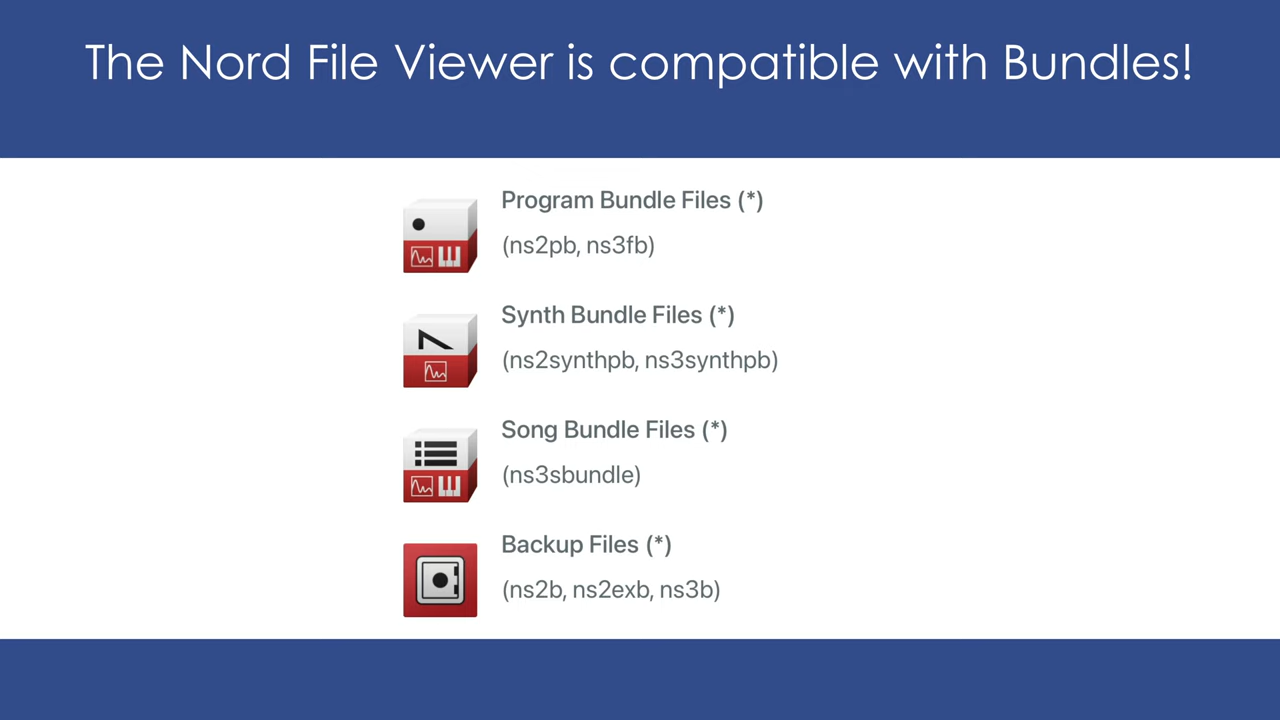 The Nord File Viewer is compatible with Bundles!
Program Bundle Files (*)
(ns2pb, ns3fb)
Synth Bundle Files (*)
(ns2synthpb, ns3synthpb)
Song Bundle Files (*)
(ns3sbundle)
Backup Files (*)
(ns2b, ns2exb, ns3b)